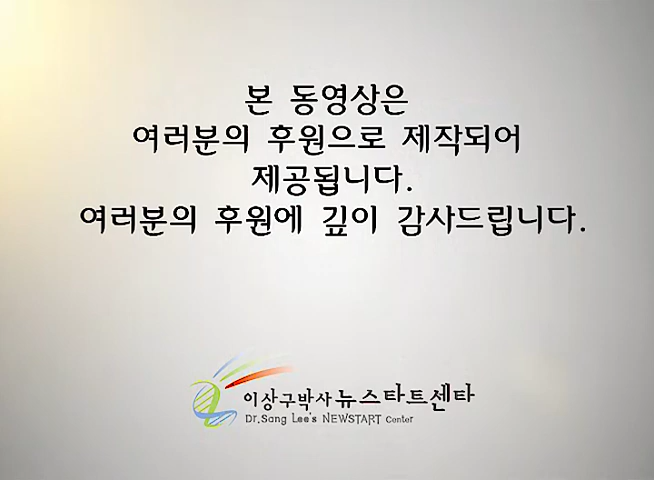 본 동영상은
여러분의 후원으로 제작되어
제공됩니다.
여러분의 후원에 깊이 감사드립니다.
이상구박사 뉴스타트센타
Dr.Sang Lee's NEWSTART Center